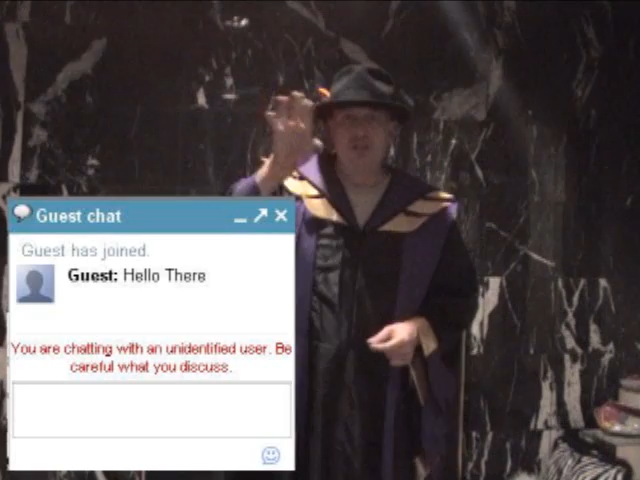 Guest chat
Guest has joined.
Guest: Hello There
You are chatting with an unidentified user. Be
careful what you discuss.